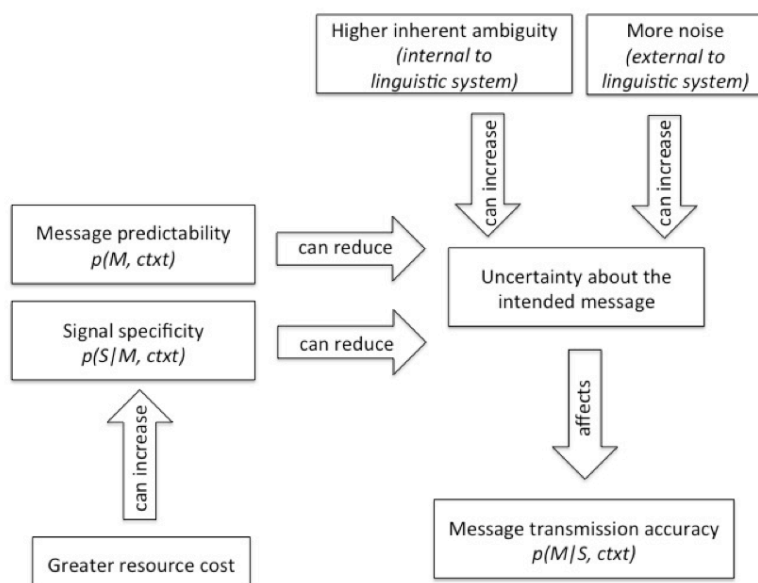 Higher inherent ambiguity
(internal to
linguistic system)
More noise
(external to
linguistic system)
can increase
can increase
Message predictability
p(M, ctxt)
can reduce
Uncertainty about the
intended message
Signal specificity
p(S|M, ctxt)
can reduce
can increase
affects
Greater resource cost
Message transmission accuracy
p(M|S, ctxt)